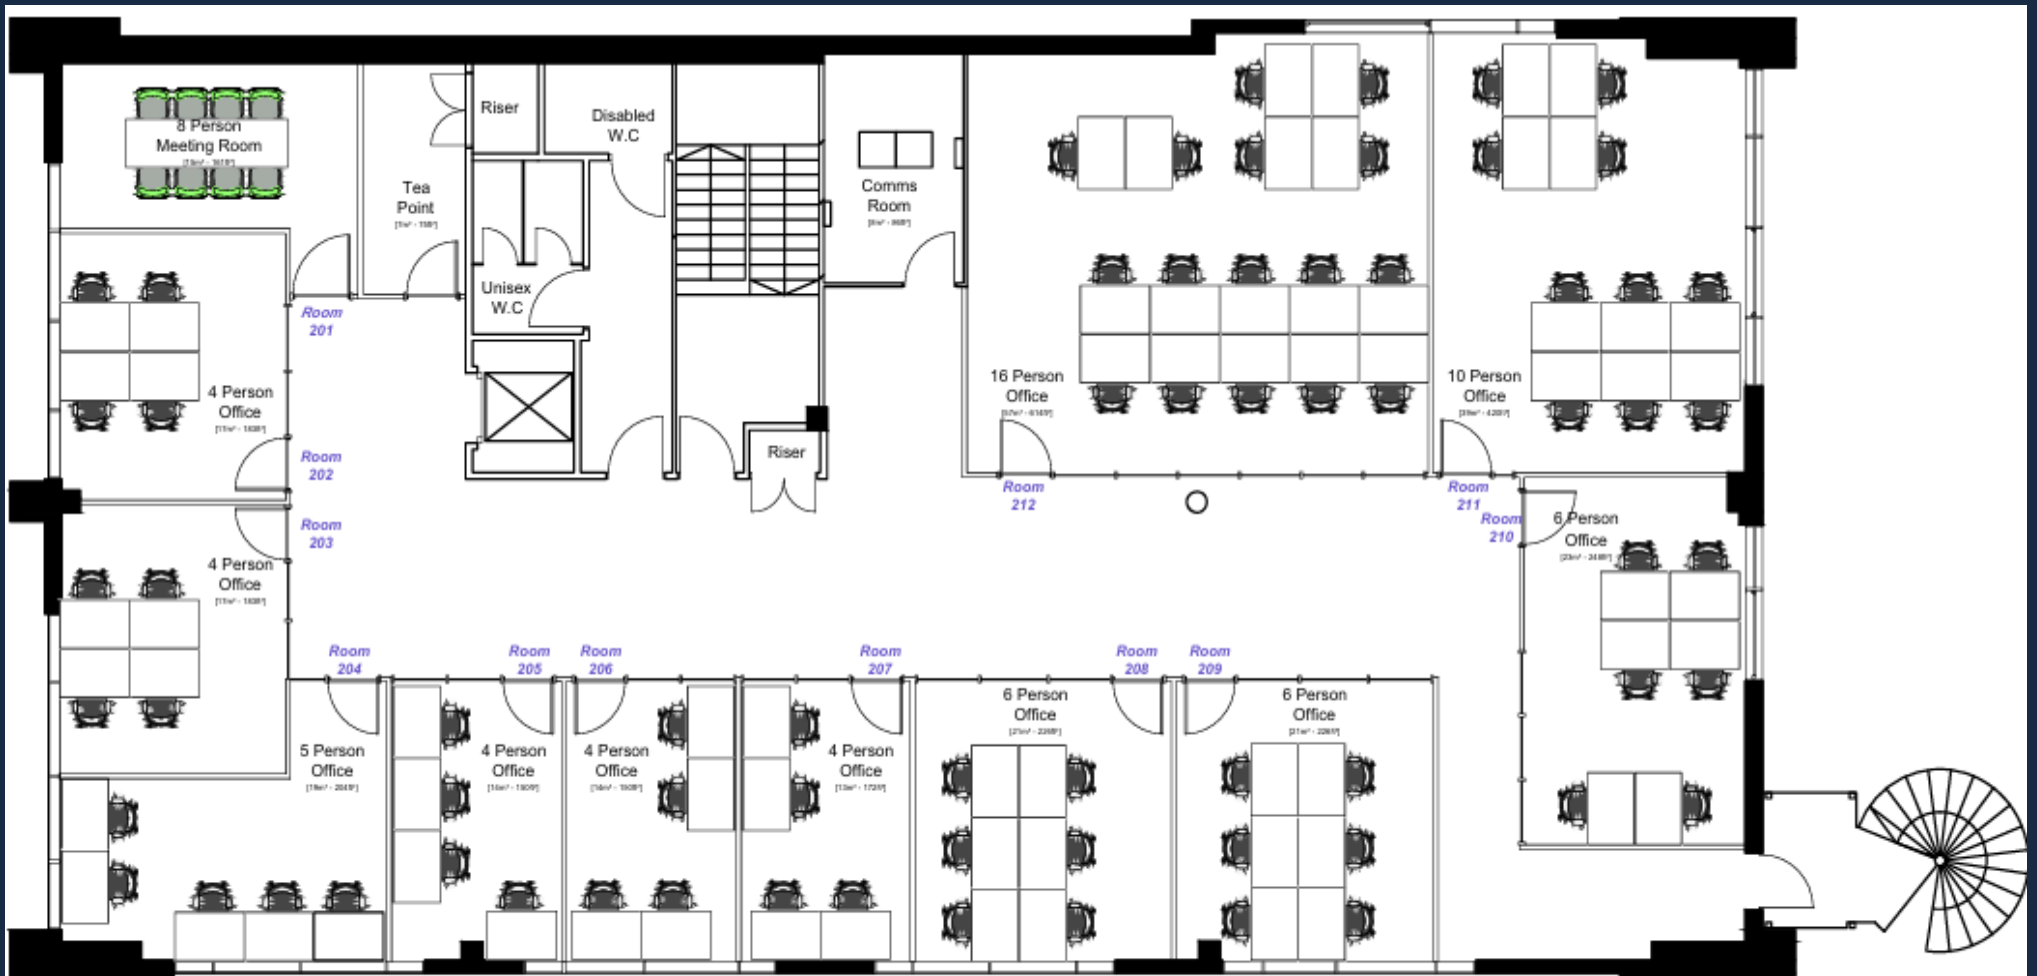 8 Person
Meeting Room
Riser
Disabled
W.C
Tea
Point
Comms
Room
Unisex
W.C
Room
201
4 Person
Office
Room
202
Room
203
4 Person
Office
Riser
16 Person
Office
10 Person
Office
Room
212
Room
211
Room
210
6 Person
Office
Room
204
Room
205
Room
206
Room
207
Room
208
Room
209
5 Person
Office
4 Person
Office
4 Person
Office
4 Person
Office
6 Person
Office
6 Person
Office